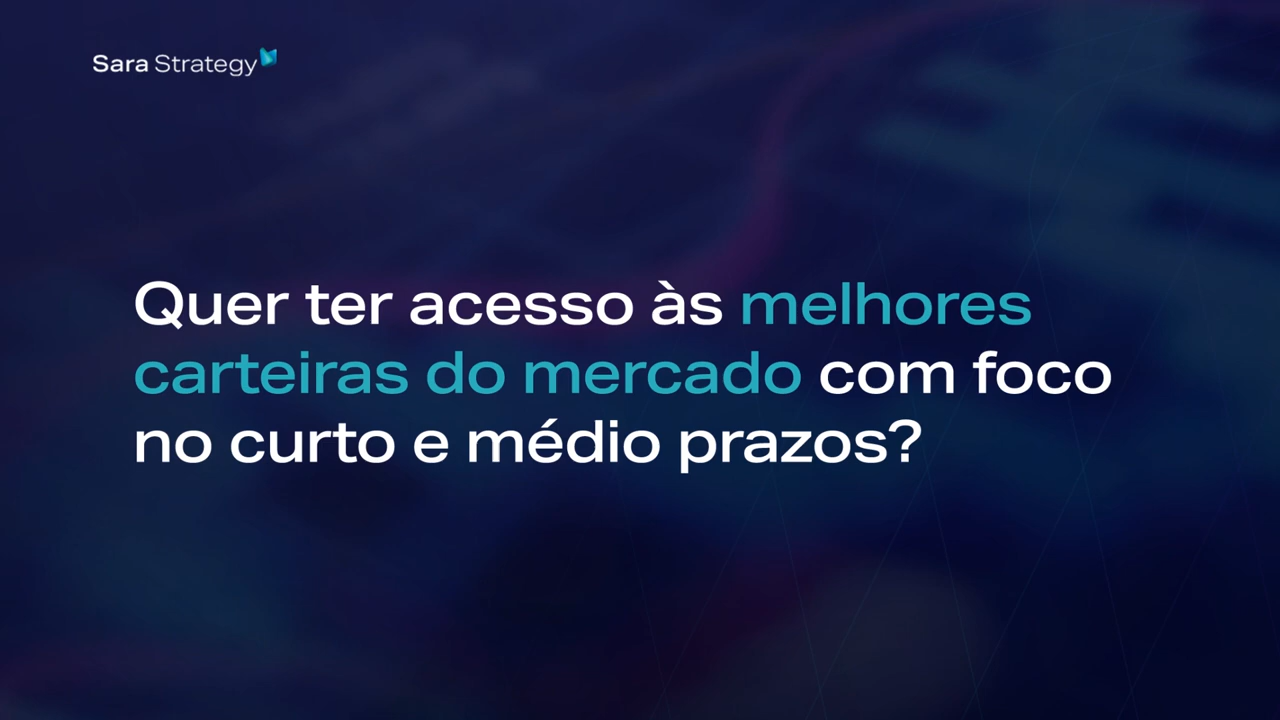 Sara Strategy
Quer ter acesso às melhores
carteiras do mercado com foco
no curto e médio prazos?